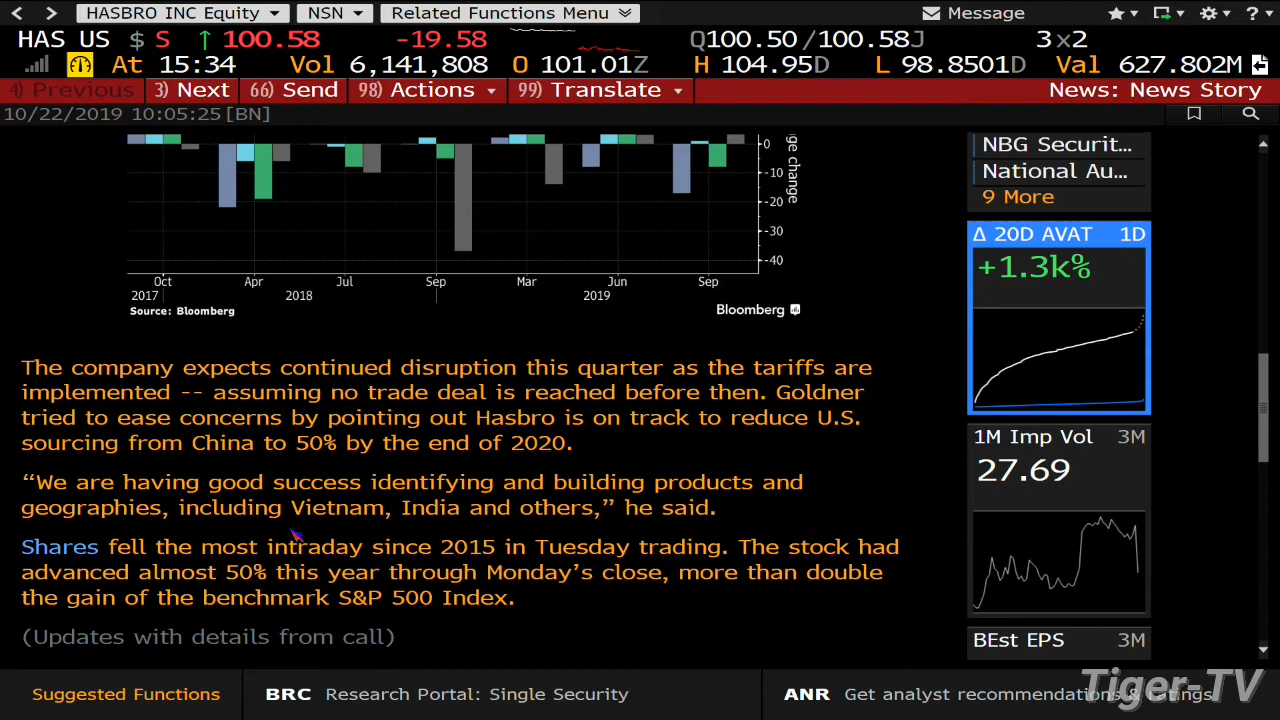 HASBRO INC Equity NSN Related Functions Menu Message ?
HAS US $ S ↑ 100.58 -19.58 Q100.50/100.58J 3×2
At 15:34 Vol 6,141,808 O 101.01Z H 104.95D L 98.8501D Val 627.802M
4) Previous 3) Next 66) Send 98) Actions 99) Translate News: News Story
10/22/2019 10:05:25[BN]
0
-10
-20
-30
-40
ge change
Oct Apr Jul Sep Mar Jun Sep
2017 2018 2019
Source: Bloomberg Bloomberg
The company expects continued disruption this quarter as the tariffs are
implemented -- assuming no trade deal is reached before then. Goldner
tried to ease concerns by pointing out Hasbro is on track to reduce U.S.
sourcing from China to 50% by the end of 2020.
“We are having good success identifying and building products and
geographies, including Vietnam, India and others,” he said.
Shares fell the most intraday since 2015 in Tuesday trading. The stock had
advanced almost 50% this year through Monday’s close, more than double
the gain of the benchmark S&P 500 Index.
(Updates with details from call)
NBG Securit...
National Au...
9 More
Δ 20D AVAT 1D
+1.3k%
1M Imp Vol 3M
27.69
BEst EPS 3M
Suggested Functions BRC Research Portal: Single Security ANR Get analyst recommendations & ratings
Tiger-TV